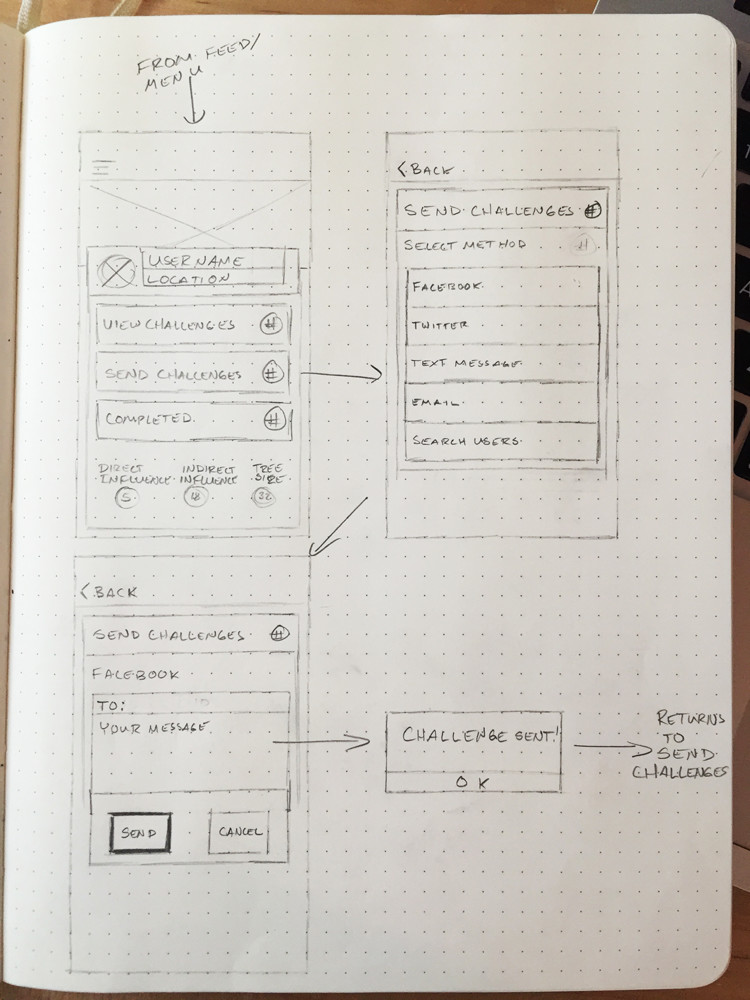 FROM FEED/
MENU
USERNAME
LOCATION
VIEW CHALLENGES #
SEND CHALLENGES #
COMPLETED. #
DIRECT
INFLUENCE
5
INDIRECT
INFLUENCE
18
TREE
SIZE
32
< BACK
SEND CHALLENGES #
SELECT METHOD #
FACEBOOK
TWITTER
TEXT MESSAGE
EMAIL
SEARCH USERS
< BACK
SEND CHALLENGES #
FACEBOOK
TO:
YOUR MESSAGE
SEND
CANCEL
CHALLENGE SENT!
OK
RETURNS
TO
SEND
CHALLENGES